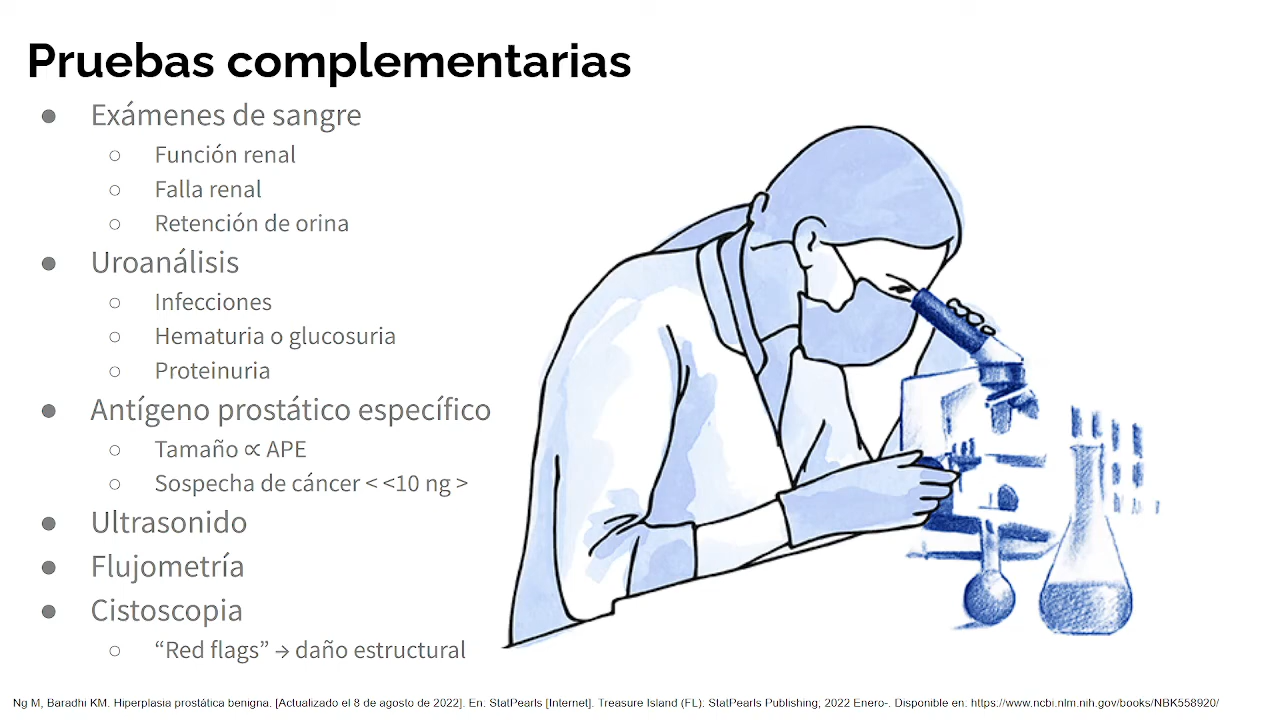 Pruebas complementarias
● Exámenes de sangre
○ Función renal
○ Falla renal
○ Retención de orina
● Uroanálisis
○ Infecciones
○ Hematuria o glucosuria
○ Proteinuria
● Antígeno prostático específico
○ Tamaño ∝ APE
○ Sospecha de cáncer < <10 ng >
● Ultrasonido
● Flujometría
● Cistoscopia
○ “Red flags” → daño estructural
Ng M, Baradhi KM. Hiperplasia prostática benigna. [Actualizado el 8 de agosto de 2022]. En: StatPearls [Internet]. Treasure Island (FL): StatPearls Publishing; 2022 Enero-. Disponible en: https://www.ncbi.nlm.nih.gov/books/NBK558920/